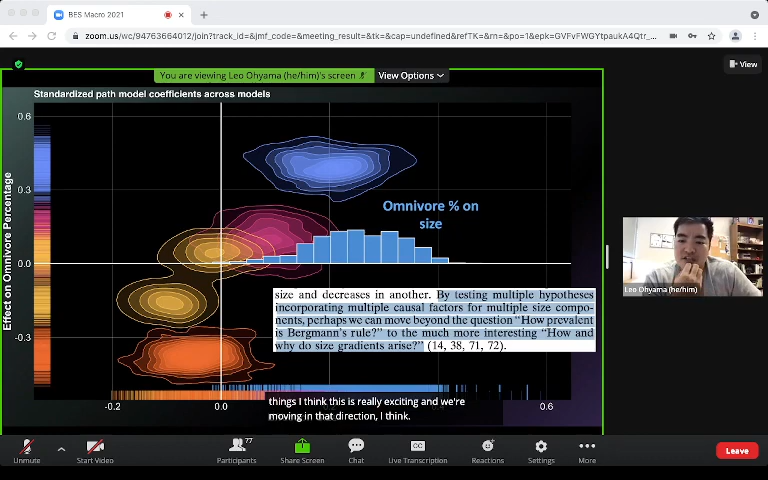 BES Macro 2021
zoom.us/wc/94763664012/join?track_id=&jmf_code=&meeting_result=&tk=&cap=undefined&refTK=&rn=&po=1&epk=GVFvFWGYtpaukA4Qtr_...
You are viewing Leo Ohyama (he/him)'s screen
View Options
View
Standardized path model coefficients across models
Effect on Omnivore Percentage
0.6
0.3
0.0
-0.3
Omnivore % on
size
size and decreases in another. By testing multiple hypotheses
incorporating multiple causal factors for multiple size compo-
nents, perhaps we can move beyond the question "How prevalent
is Bergmann's rule?" to the much more interesting "How and
why do size gradients arise?" (14, 38, 71, 72).
things I think this is really exciting and we're
moving in that direction, I think.
-0.2
0.0
0.6
Leo Ohyama (he/him)
Unmute
Start Video
77
Participants
Share Screen
Chat
CC
Live Transcription
Reactions
Settings
More
Leave